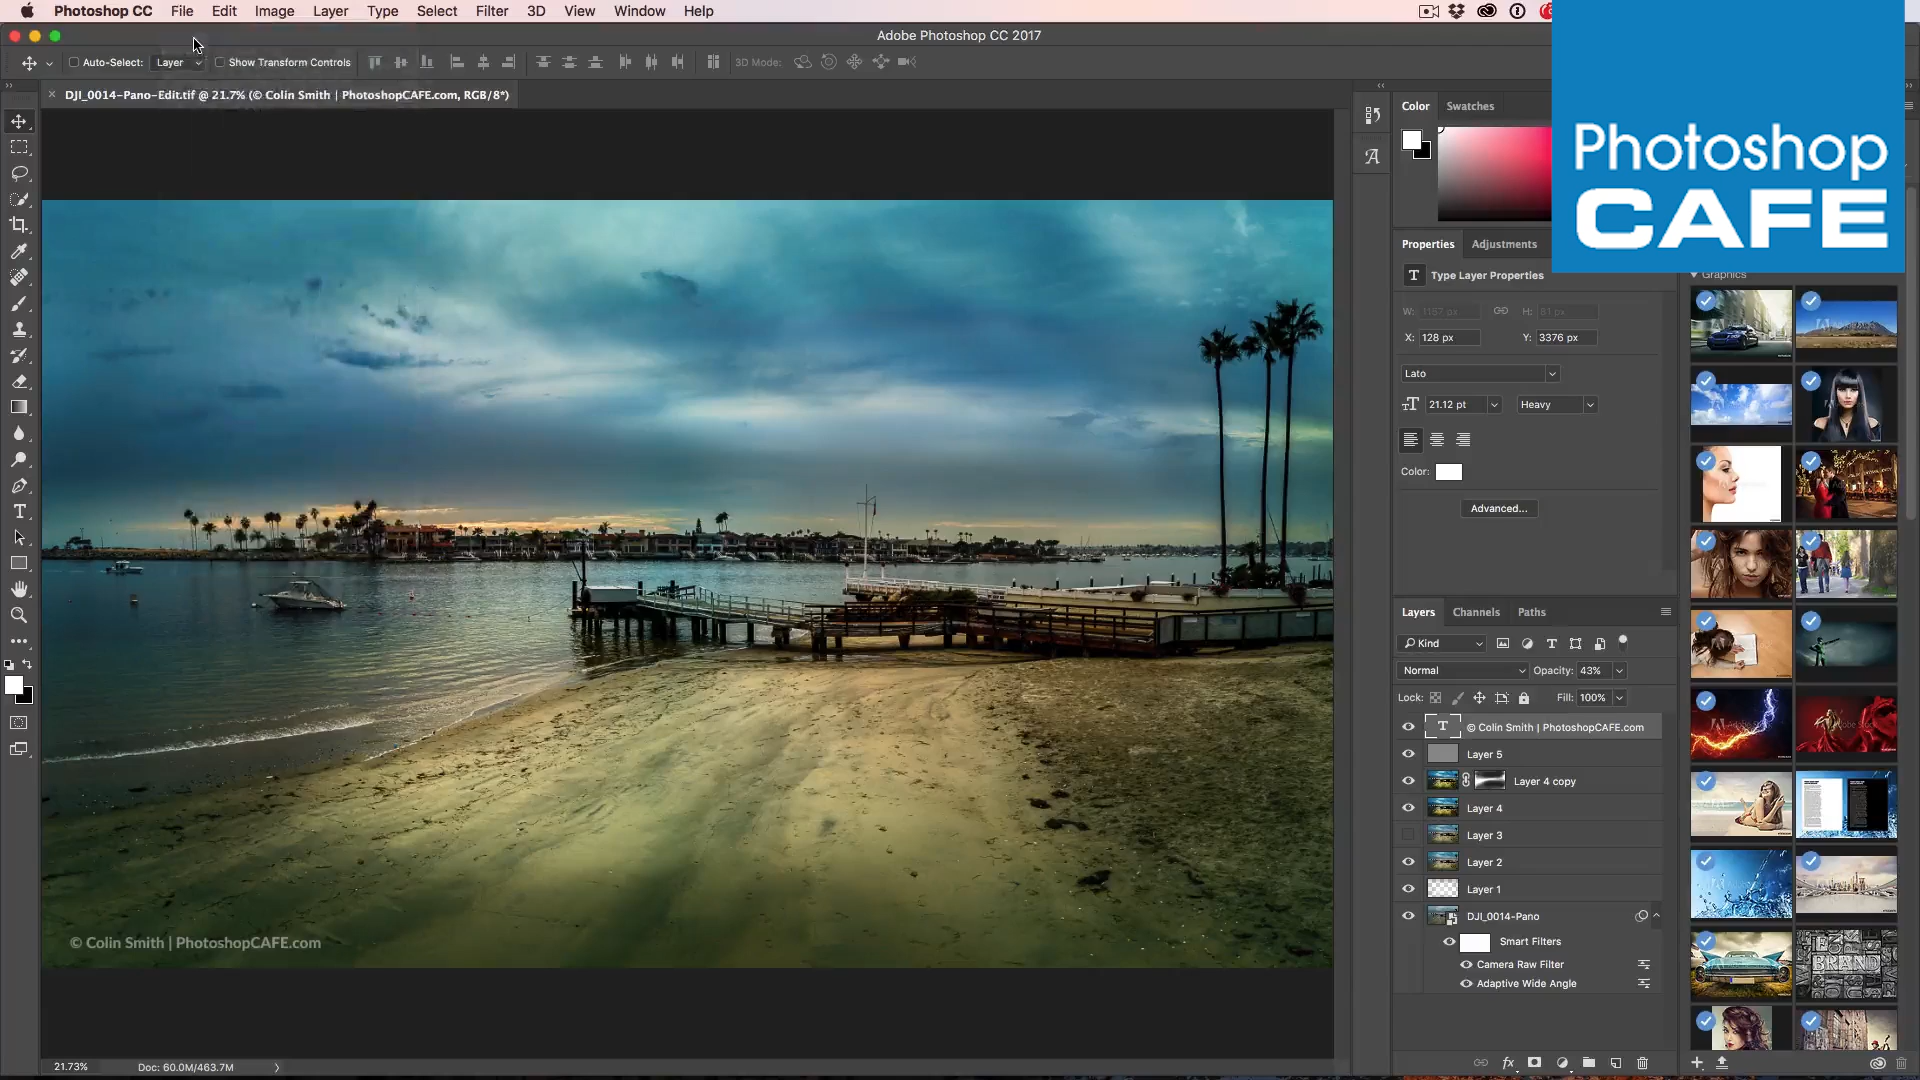 Photoshop CC File Edit Image Layer Type Select Filter 3D View Window Help
Adobe Photoshop CC 2017
Auto-Select: Layer Show Transform Controls 3D Mode:
DJI_0014-Pano-Edit.tif @ 21.7% (© Colin Smith | PhotoshopCAFE.com, RGB/8*)
Color Swatches
Photoshop
CAFE
Properties Adjustments
Graphics
Type Layer Properties
W: 1157 px H: 81 px
X: 128 px Y: 3376 px
Lato
21.12 pt Heavy
Color:
Advanced...
Layers Channels Paths
Kind
Normal Opacity: 43%
Lock: Fill: 100%
© Colin Smith | PhotoshopCAFE.com
Layer 5
Layer 4 copy
Layer 4
Layer 3
Layer 2
Layer 1
DJI_0014-Pano
Smart Filters
Camera Raw Filter
Adaptive Wide Angle
© Colin Smith | PhotoshopCAFE.com
BRAND
21.73% Doc: 60.0M/463.7M